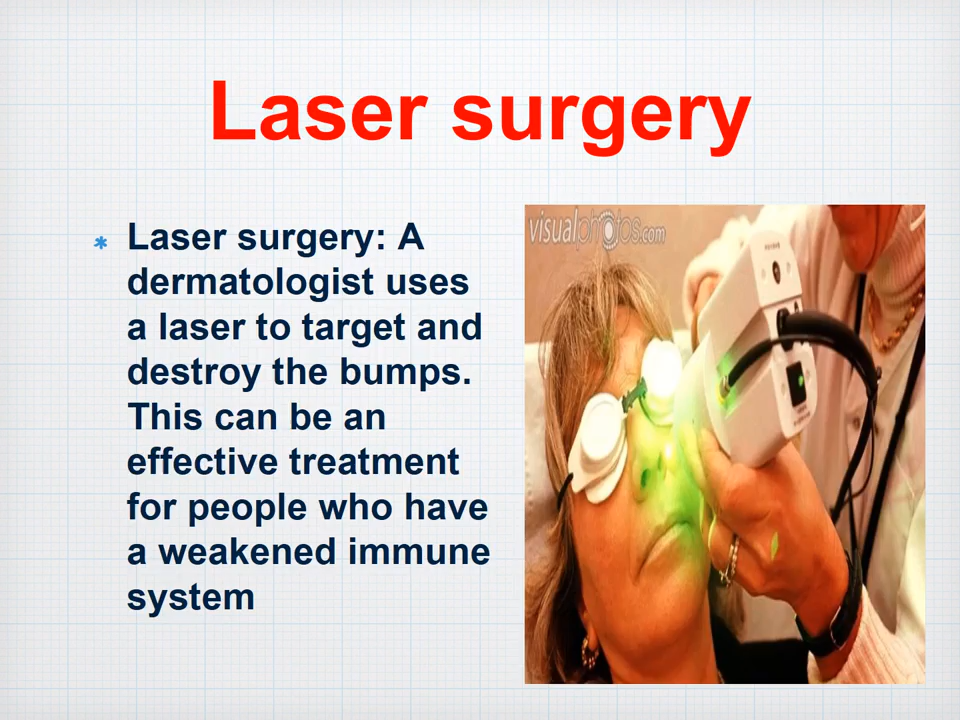 Laser surgery
Laser surgery: A
dermatologist uses
a laser to target and
destroy the bumps.
This can be an
effective treatment
for people who have
a weakened immune
system
visualphotos.com